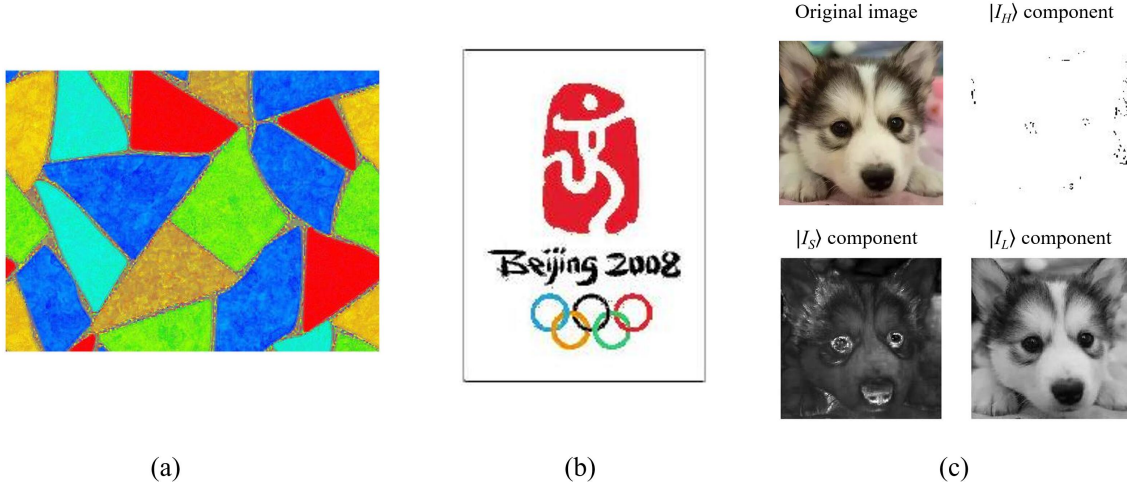 Original image
|I_H⟩ component
Beijing 2008
|I_S⟩ component
|I_L⟩ component
(a)
(b)
(c)